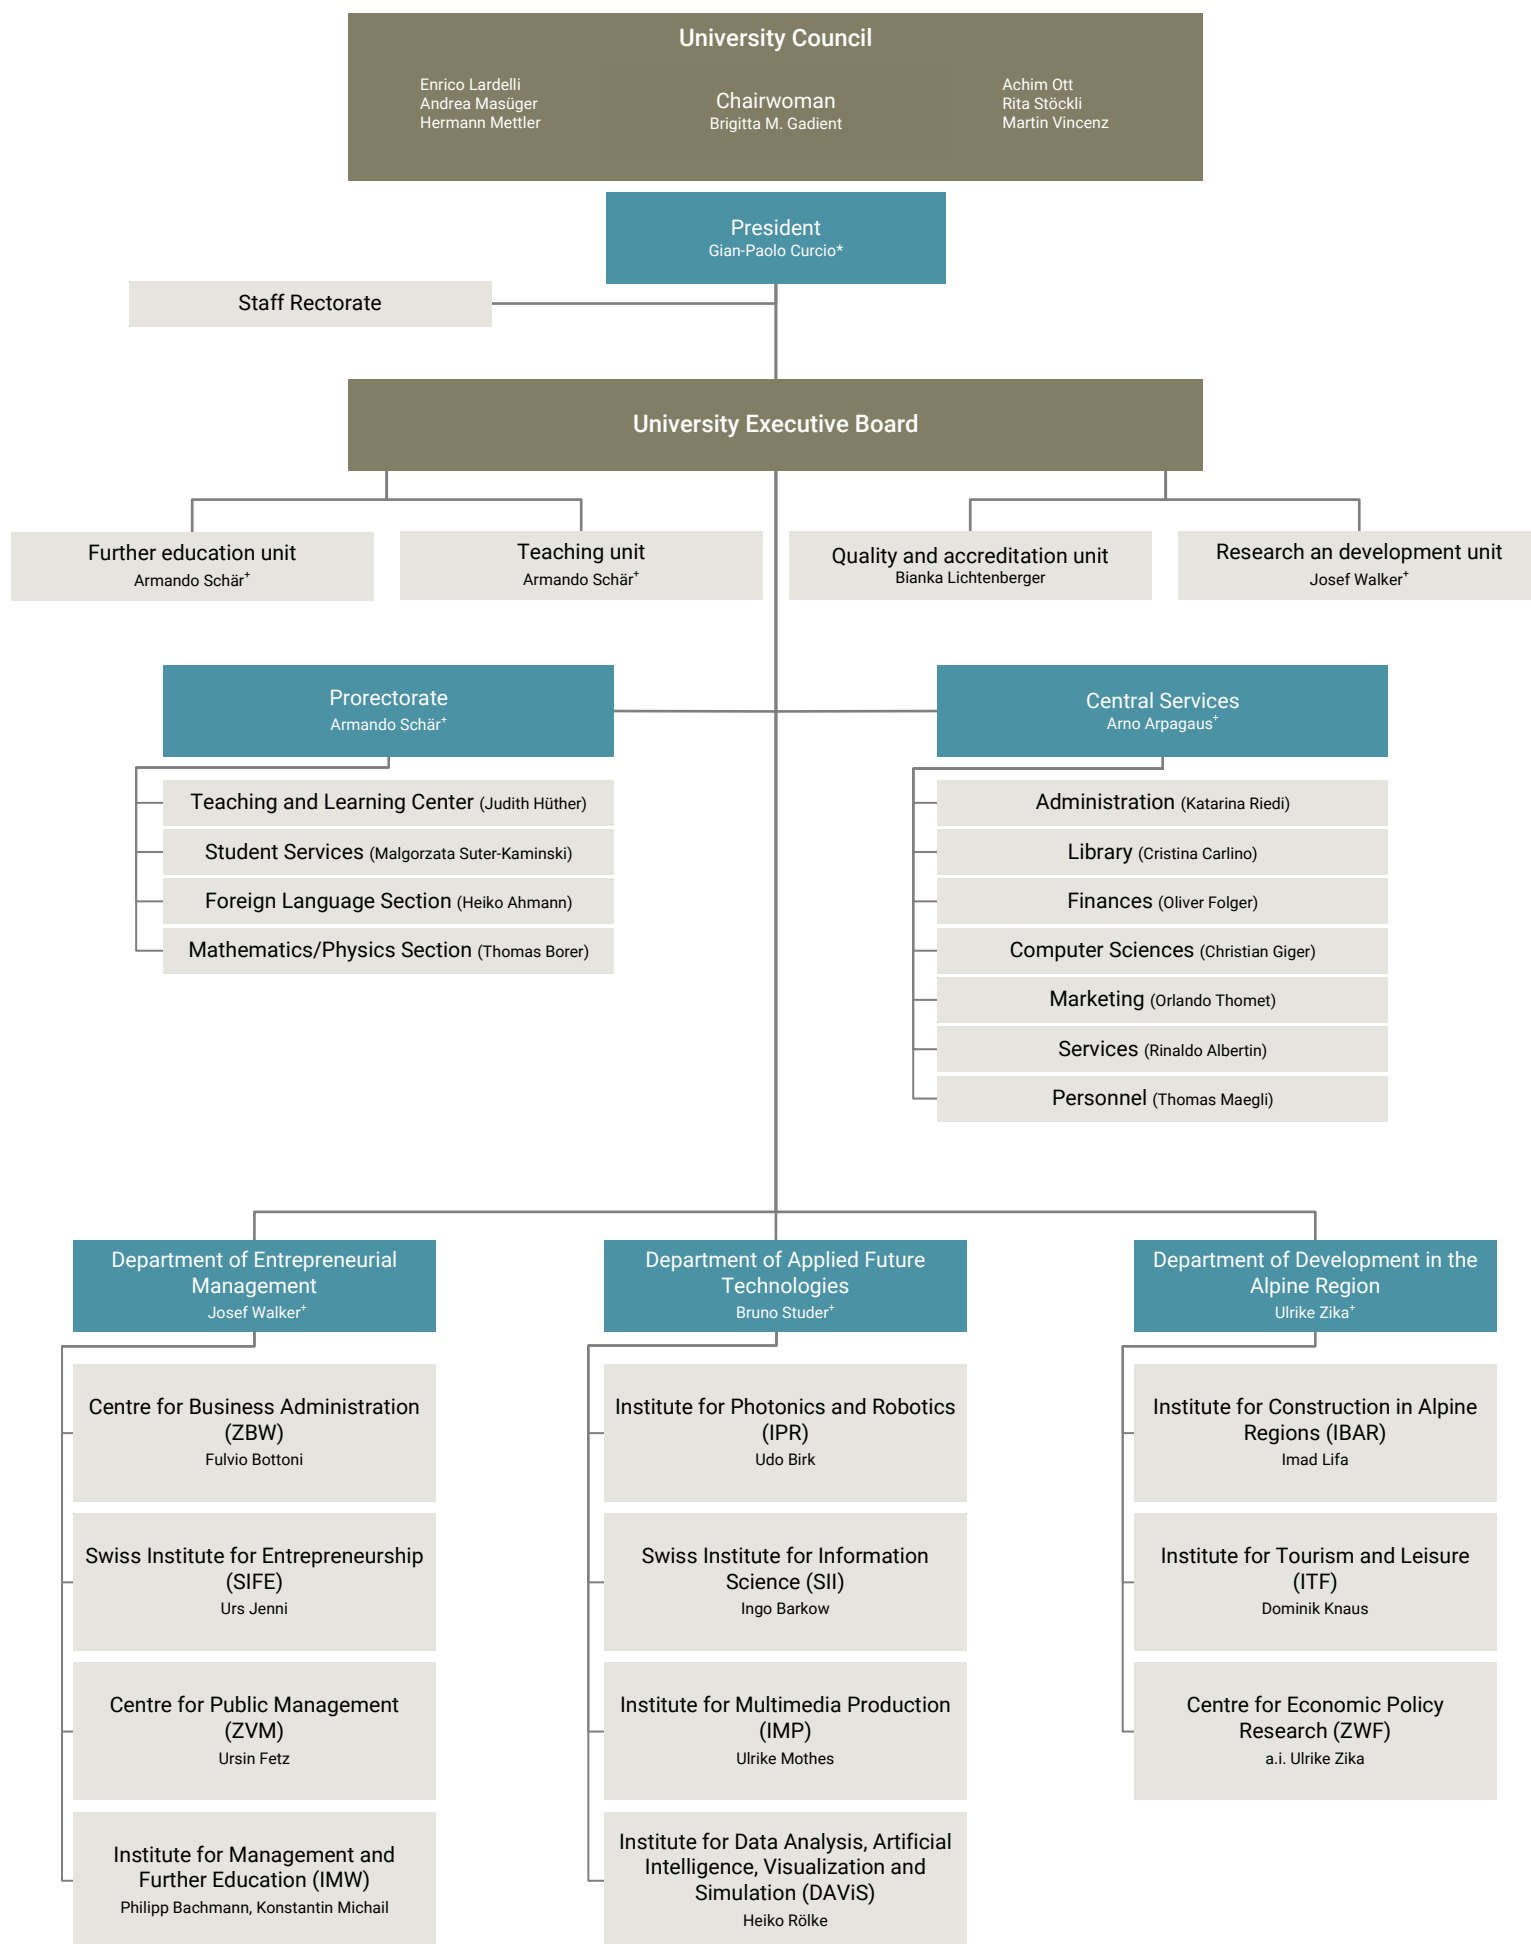 University Council
Enrico Lardelli
Andrea Masüger
Hermann Mettler
Chairwoman
Brigitta M. Gadient
Achim Ott
Rita Stöckli
Martin Vincenz
President
Gian-Paolo Curcio*
Staff Rectorate
University Executive Board
Further education unit
Armando Schär⁺
Teaching unit
Armando Schär⁺
Quality and accreditation unit
Bianka Lichtenberger
Research an development unit
Josef Walker⁺
Prorectorate
Armando Schär⁺
Teaching and Learning Center (Judith Hüther)
Student Services (Malgorzata Suter-Kaminski)
Foreign Language Section (Heiko Ahmann)
Mathematics/Physics Section (Thomas Borer)
Central Services
Arno Arpagaus⁺
Administration (Katarina Riedi)
Library (Cristina Carlino)
Finances (Oliver Folger)
Computer Sciences (Christian Giger)
Marketing (Orlando Thomet)
Services (Rinaldo Albertin)
Personnel (Thomas Maegli)
Department of Entrepreneurial
Management
Josef Walker⁺
Centre for Business Administration
(ZBW)
Fulvio Bottoni
Swiss Institute for Entrepreneurship
(SIFE)
Urs Jenni
Centre for Public Management
(ZVM)
Ursin Fetz
Institute for Management and
Further Education (IMW)
Philipp Bachmann, Konstantin Michail
Department of Applied Future
Technologies
Bruno Studer⁺
Institute for Photonics and Robotics
(IPR)
Udo Birk
Swiss Institute for Information
Science (SII)
Ingo Barkow
Institute for Multimedia Production
(IMP)
Ulrike Mothes
Institute for Data Analysis, Artificial
Intelligence, Visualization and
Simulation (DAViS)
Heiko Rölke
Department of Development in the
Alpine Region
Ulrike Zika⁺
Institute for Construction in Alpine
Regions (IBAR)
Imad Lifa
Institute for Tourism and Leisure
(ITF)
Dominik Knaus
Centre for Economic Policy
Research (ZWF)
a.i. Ulrike Zika